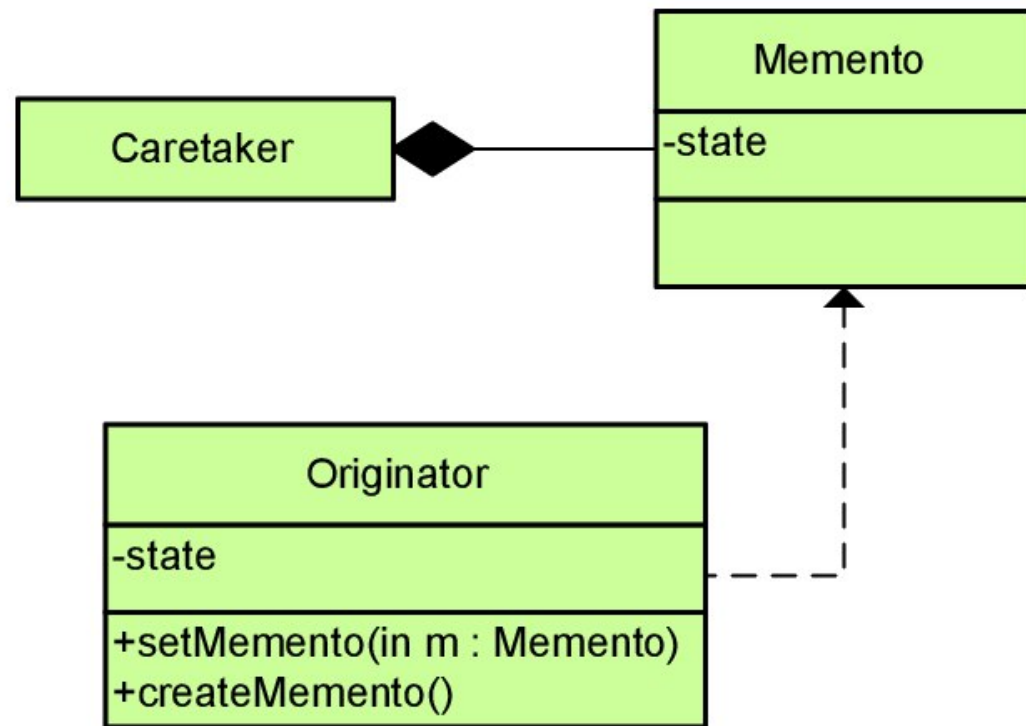 Memento
Caretaker
-state
Originator
-state
+setMemento(in m : Memento)
+createMemento()